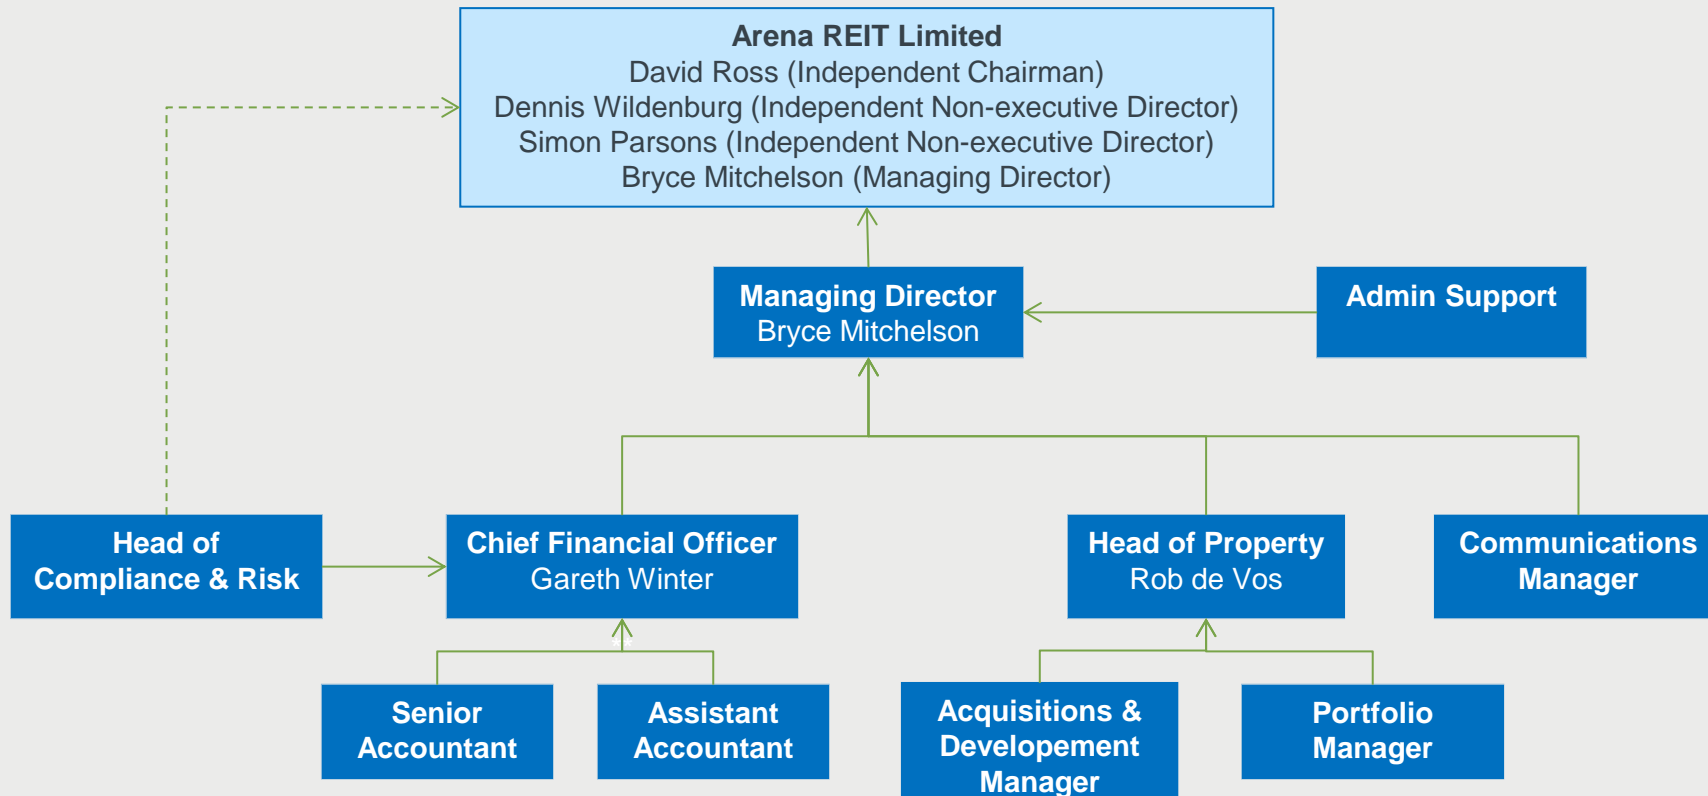 Arena REIT Limited
David Ross (Independent Chairman)
Dennis Wildenburg (Independent Non-executive Director)
Simon Parsons (Independent Non-executive Director)
Bryce Mitchelson (Managing Director)
Managing Director
Bryce Mitchelson
Admin Support
Head of
Compliance & Risk
Chief Financial Officer
Gareth Winter
Head of Property
Rob de Vos
Communications
Manager
**
Senior
Accountant
Assistant
Accountant
Acquisitions &
Developement
Manager
Portfolio
Manager